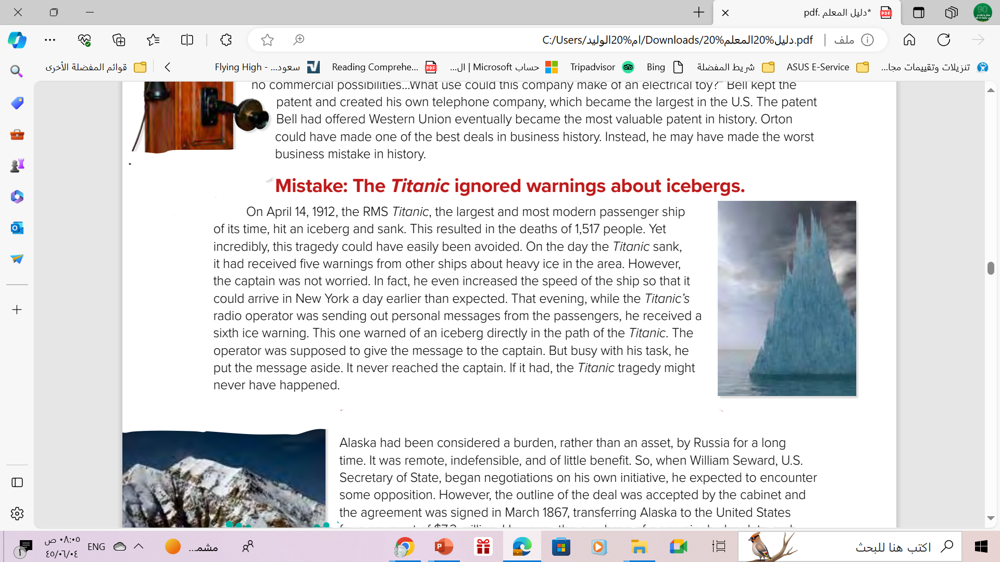 *دليل المعلم .pdf
C:/Users/ام%20الوليد/Downloads/دليل%20المعلم%20.pdf
ملف
قوائم المفضلة الأخرى
Flying High - سعود...
Reading Comprehe...
حساب Microsoft | ال...
Tripadvisor
Bing
شريط المفضلة
ASUS E-Service
تنزيلات وتقييمات مجا...
no commercial possibilities...What use could this company make of an electrical toy?" Bell kept the
patent and created his own telephone company, which became the largest in the U.S. The patent
Bell had offered Western Union eventually became the most valuable patent in history. Orton
could have made one of the best deals in business history. Instead, he may have made the worst
business mistake in history.
Mistake: The Titanic ignored warnings about icebergs.
On April 14, 1912, the RMS Titanic, the largest and most modern passenger ship
of its time, hit an iceberg and sank. This resulted in the deaths of 1,517 people. Yet
incredibly, this tragedy could have easily been avoided. On the day the Titanic sank,
it had received five warnings from other ships about heavy ice in the area. However,
the captain was not worried. In fact, he even increased the speed of the ship so that it
could arrive in New York a day earlier than expected. That evening, while the Titanic's
radio operator was sending out personal messages from the passengers, he received a
sixth ice warning. This one warned of an iceberg directly in the path of the Titanic. The
operator was supposed to give the message to the captain. But busy with his task, he
put the message aside. It never reached the captain. If it had, the Titanic tragedy might
never have happened.
Alaska had been considered a burden, rather than an asset, by Russia for a long
time. It was remote, indefensible, and of little benefit. So, when William Seward, U.S.
Secretary of State, began negotiations on his own initiative, he expected to encounter
some opposition. However, the outline of the deal was accepted by the cabinet and
the agreement was signed in March 1867, transferring Alaska to the United States
٠٨:٠٥ ص
٤٥/٠٦/٠٤
ENG
مشم...
اكتب هنا للبحث